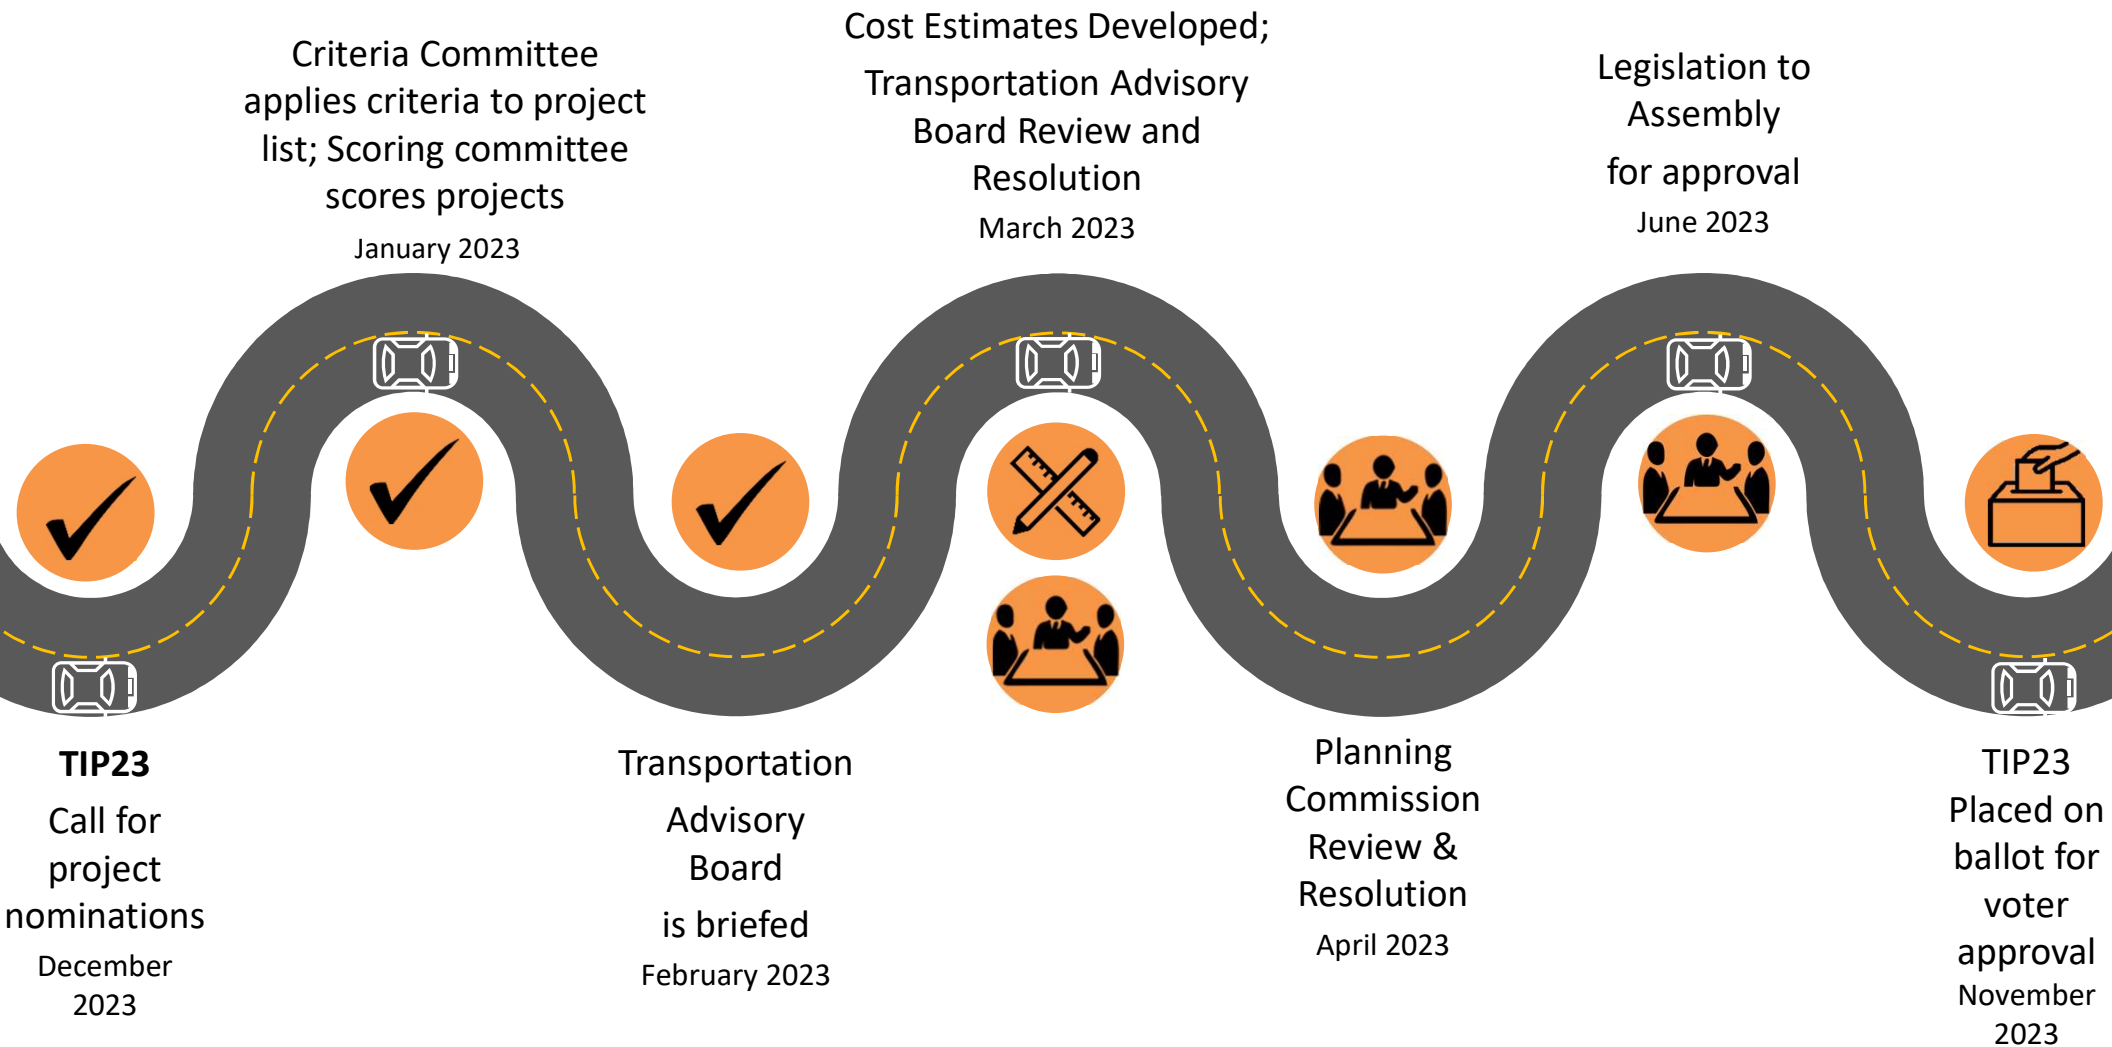 TIP23
Call for
project
nominations
December
2023
Criteria Committee
applies criteria to project
list; Scoring committee
scores projects
January 2023
Transportation
Advisory
Board
is briefed
February 2023
Cost Estimates Developed;
Transportation Advisory
Board Review and
Resolution
March 2023
Planning
Commission
Review &
Resolution
April 2023
Legislation to
Assembly
for approval
June 2023
TIP23
Placed on
ballot for
voter
approval
November
2023